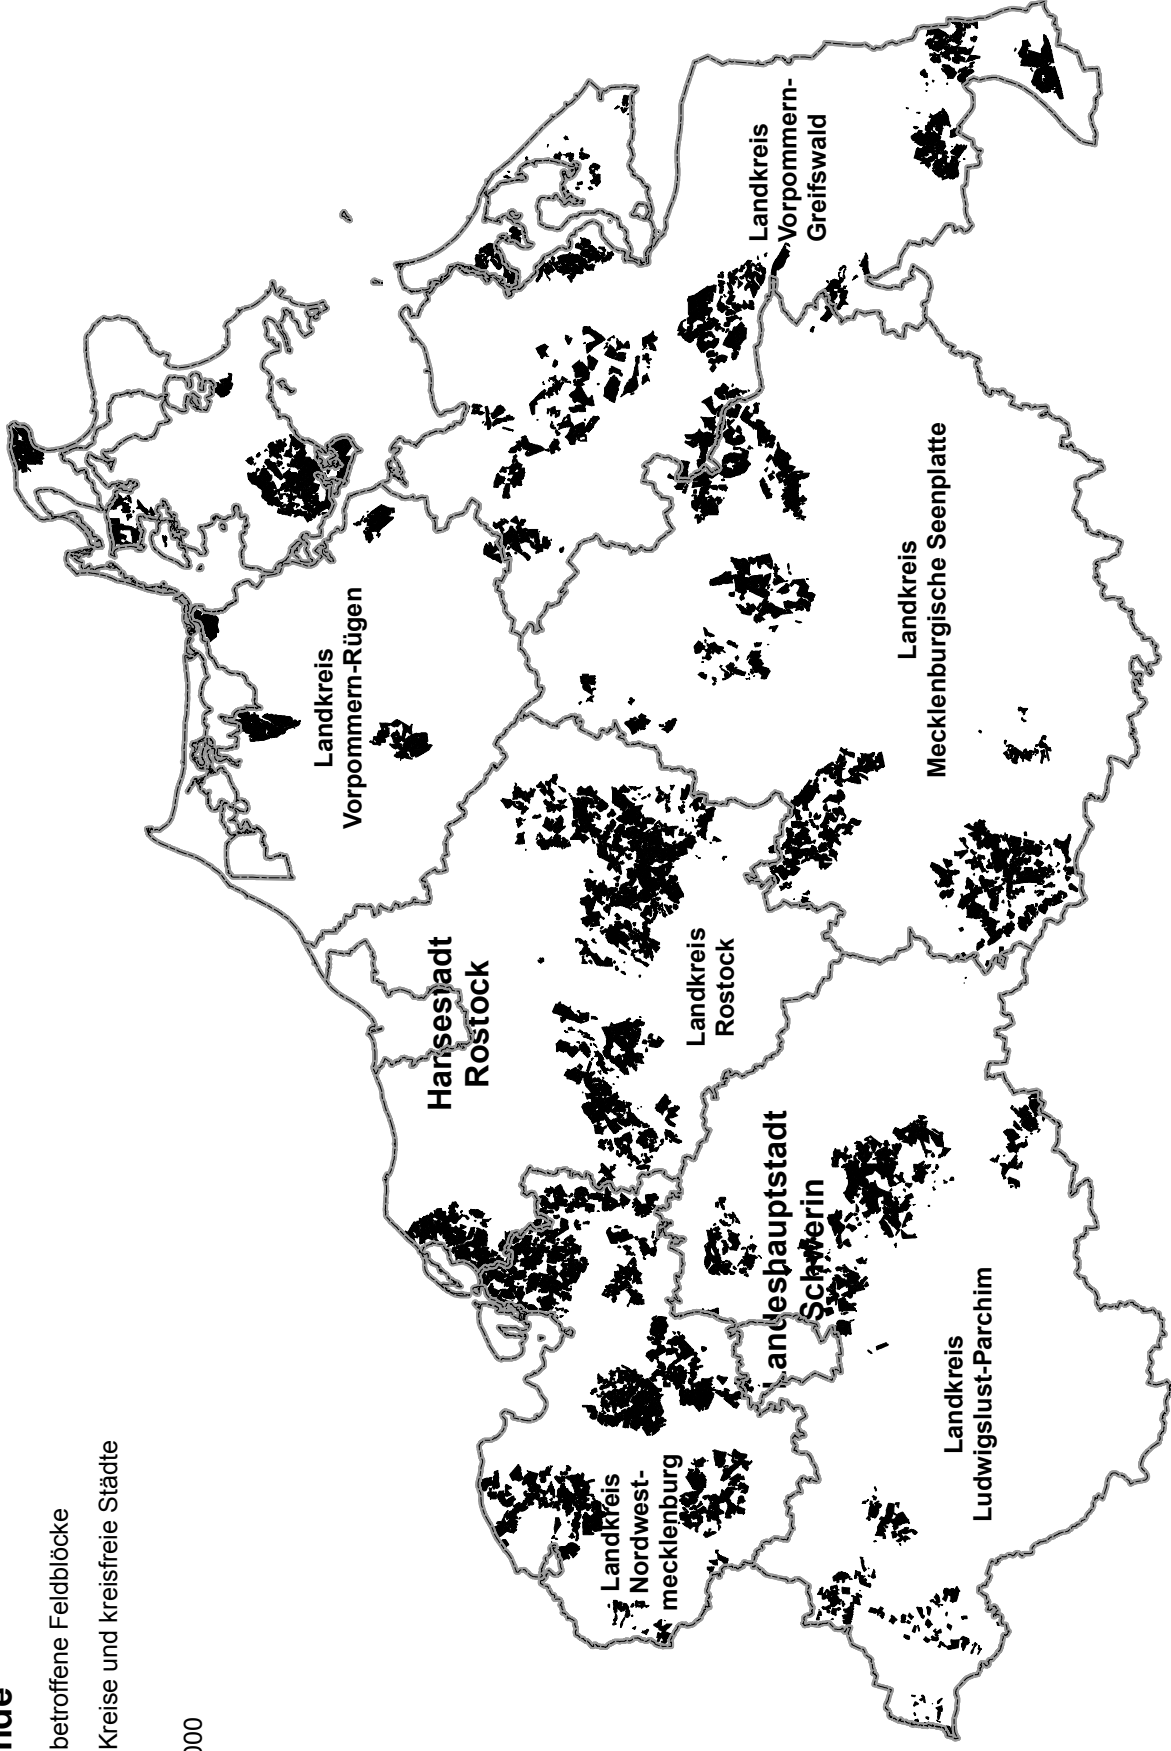 betroffene Feldblöcke
Kreise und kreisfreie Städte
000
Landkreis
Vorpommern-Rügen
Hansestadt
Rostock
Landkreis
Rostock
Landkreis
Nordwest-
mecklenburg
Landeshauptstadt
Schwerin
Landkreis
Ludwigslust-Parchim
Landkreis
Mecklenburgische Seenplatte
Landkreis
Vorpommern-
Greifswald